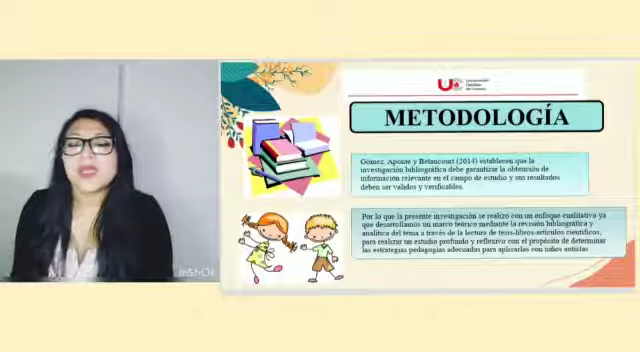 UC
METODOLOGÍA
Gómez, Aponte y Betancourt (2014) establecen que la
investigación bibliográfica debe garantizar la obtención de
información relevante en el campo de estudio y sus resultados
deben ser validos y verificables.
Por lo que la presente investigación se realizo con un enfoque cualitativo ya
que desarrollamos un marco teórico mediante la revisión bibliográfica y
analítica del tema a través de la lectura de tesis-libros-artículos científicos,
para realizar un estudio profundo y reflexivo con el propósito de determinar
las estrategias pedagogías adecuadas para aplicarlas con niños autistas